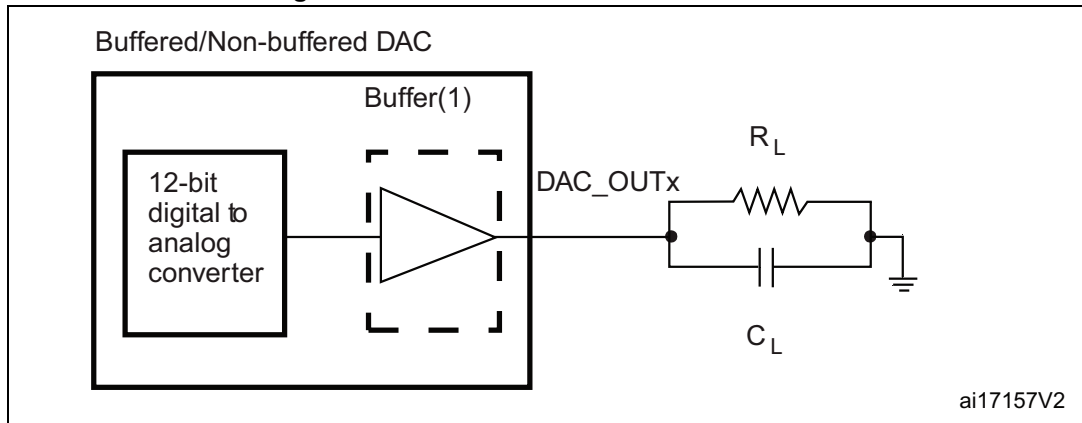 Buffered/Non-buffered DAC
Buffer(1)
12-bit
digital to
analog
converter
DAC_OUTx
R L
C L
ai17157V2